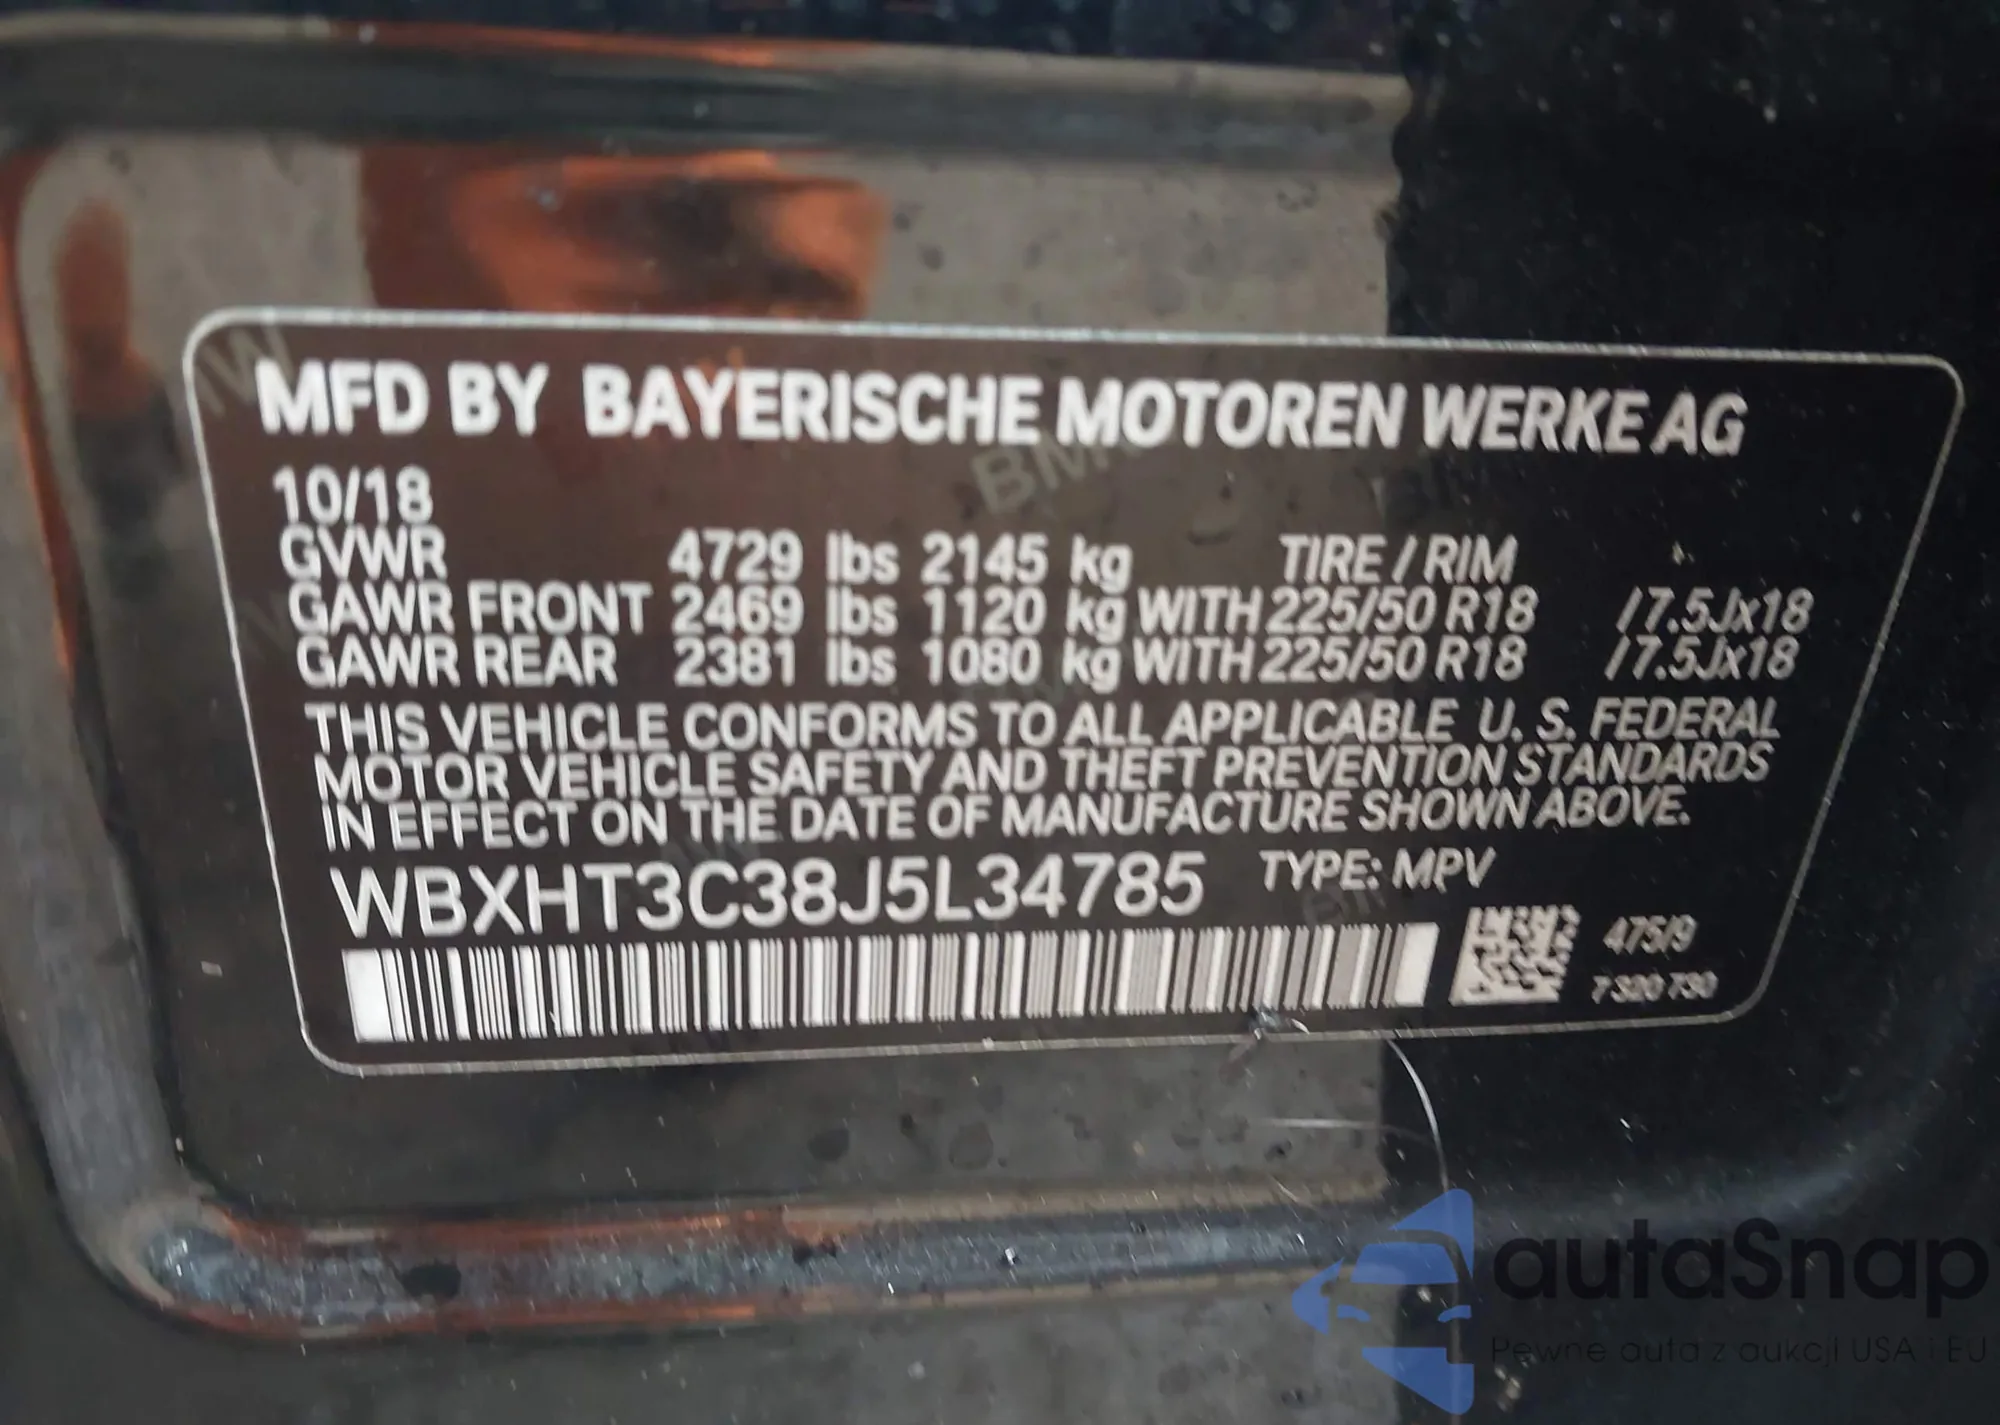 MFD BY BAYERISCHE MOTOREN WERKE AG
10/18
GVWR 4729 lbs 2145 kg TIRE / RIM
GAWR FRONT 2469 lbs 1120 kg WITH 225/50 R18 /7.5Jx18
GAWR REAR 2381 lbs 1080 kg WITH 225/50 R18 /7.5Jx18
THIS VEHICLE CONFORMS TO ALL APPLICABLE U. S. FEDERAL
MOTOR VEHICLE SAFETY AND THEFT PREVENTION STANDARDS
IN EFFECT ON THE DATE OF MANUFACTURE SHOWN ABOVE.
WBXHT3C38J5L34785 TYPE: MPV
475/9
7 320 730
autaSnap
Pewne auta z aukcji USA i EU